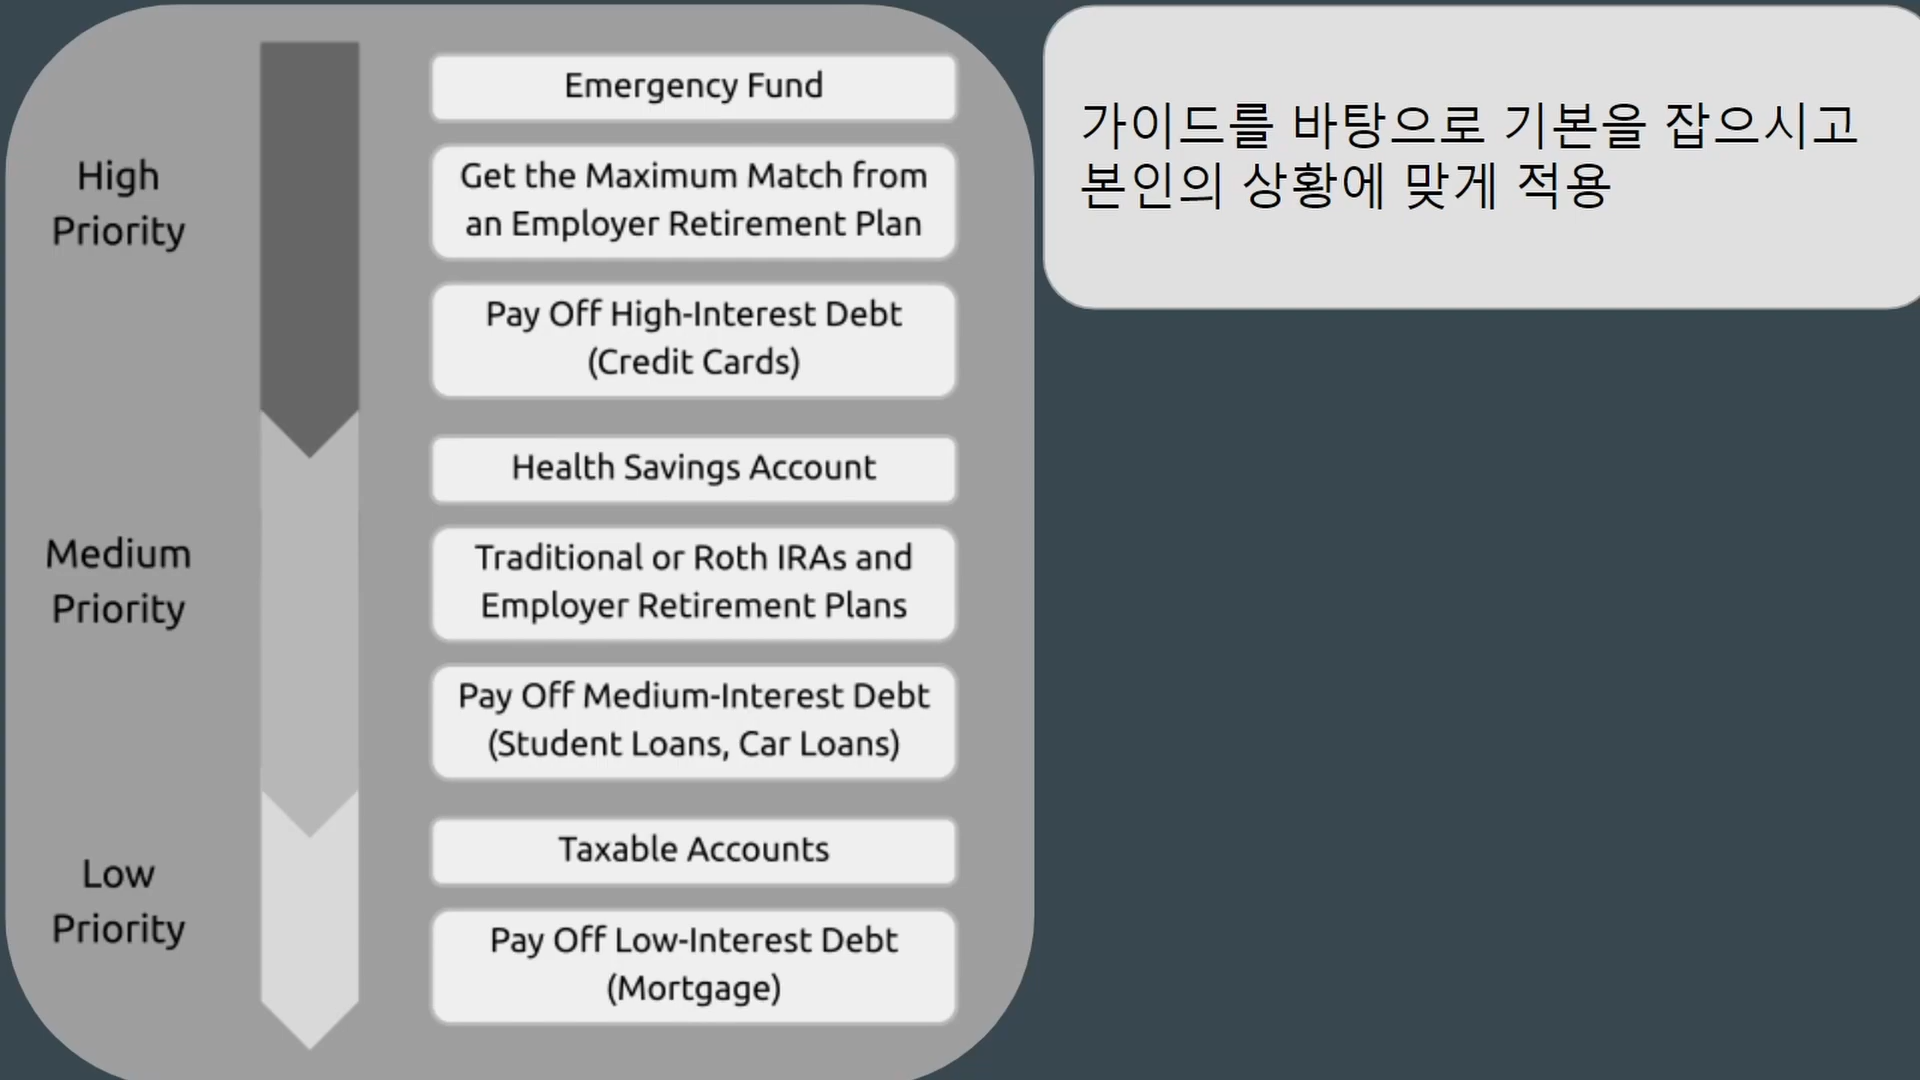 High
Priority
Emergency Fund
Get the Maximum Match from
an Employer Retirement Plan
Pay Off High-Interest Debt
(Credit Cards)
Medium
Priority
Health Savings Account
Traditional or Roth IRAs and
Employer Retirement Plans
Pay Off Medium-Interest Debt
(Student Loans, Car Loans)
Low
Priority
Taxable Accounts
Pay Off Low-Interest Debt
(Mortgage)
가이드를 바탕으로 기본을 잡으시고
본인의 상황에 맞게 적용